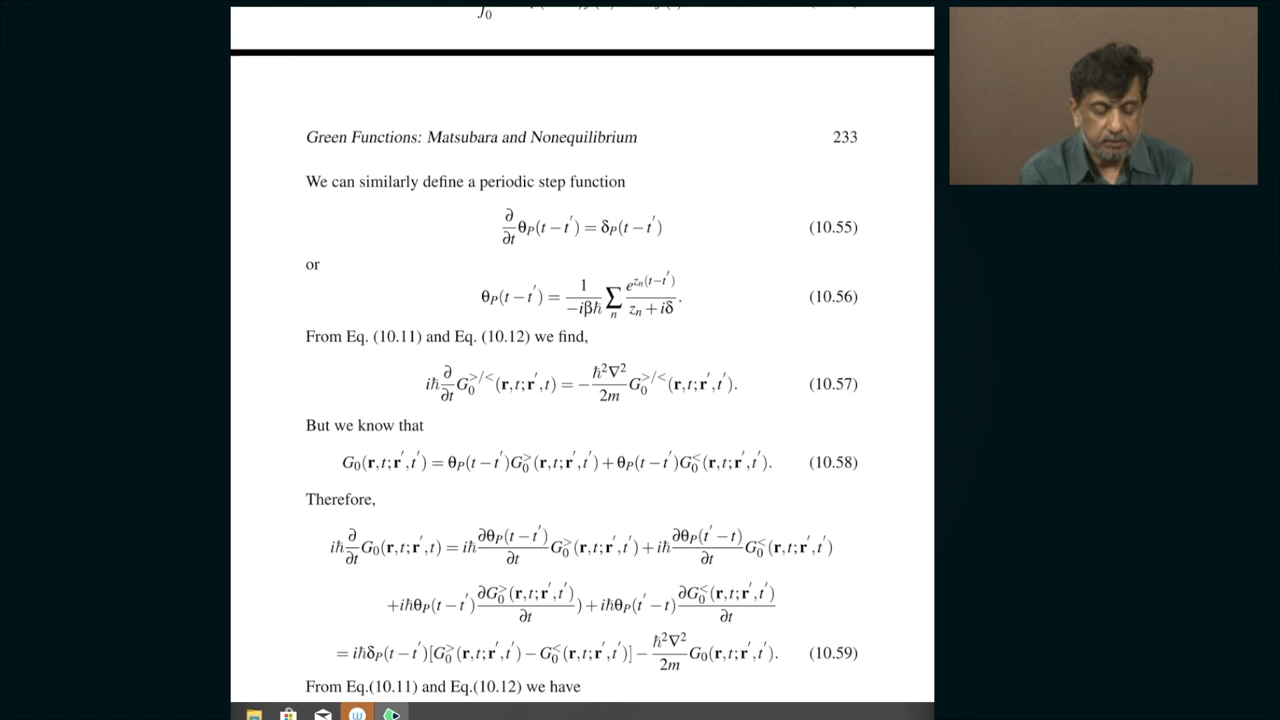 Green Functions: Matsubara and Nonequilibrium 233
We can similarly define a periodic step function
∂/∂t θ_P(t − t′) = δ_P(t − t′) (10.55)
or
θ_P(t − t′) = 1/(−iβħ) ∑_n e^{z_n(t−t′)}/(z_n + iδ). (10.56)
From Eq. (10.11) and Eq. (10.12) we find,
iħ ∂/∂t G_0^{>/<}(r,t;r′,t) = − ħ²∇²/2m G_0^{>/<}(r,t;r′,t′). (10.57)
But we know that
G_0(r,t;r′,t′) = θ_P(t − t′)G_0^>(r,t;r′,t′) + θ_P(t − t′)G_0^<(r,t;r′,t′). (10.58)
Therefore,
iħ ∂/∂t G_0(r,t;r′,t) = iħ ∂θ_P(t − t′)/∂t G_0^>(r,t;r′,t′) + iħ ∂θ_P(t′ − t)/∂t G_0^<(r,t;r′,t′)
+iħθ_P(t − t′) ∂G_0^>(r,t;r′,t′)/∂t ) + iħθ_P(t′ − t) ∂G_0^<(r,t;r′,t′)/∂t
= iħδ_P(t − t′)[G_0^>(r,t;r′,t′) − G_0^<(r,t;r′,t′)] − ħ²∇²/2m G_0(r,t;r′,t′). (10.59)
From Eq.(10.11) and Eq.(10.12) we have